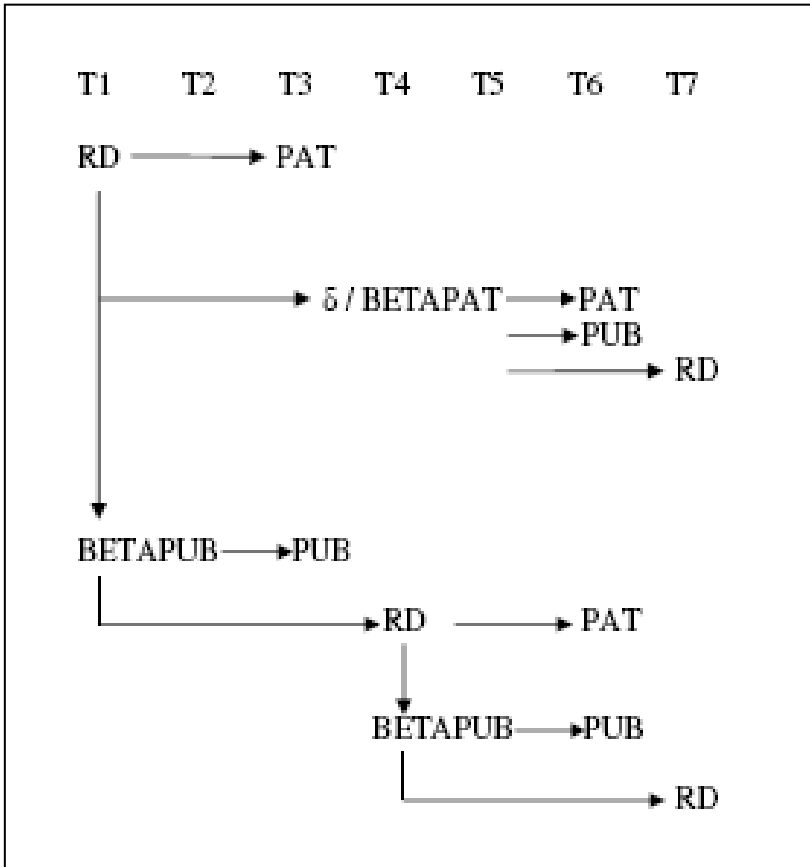 T1 T2 T3 T4 T5 T6 T7
RD PAT
δ / BETAPAT PAT
PUB
RD
BETAPUB PUB
RD PAT
BETAPUB PUB
RD